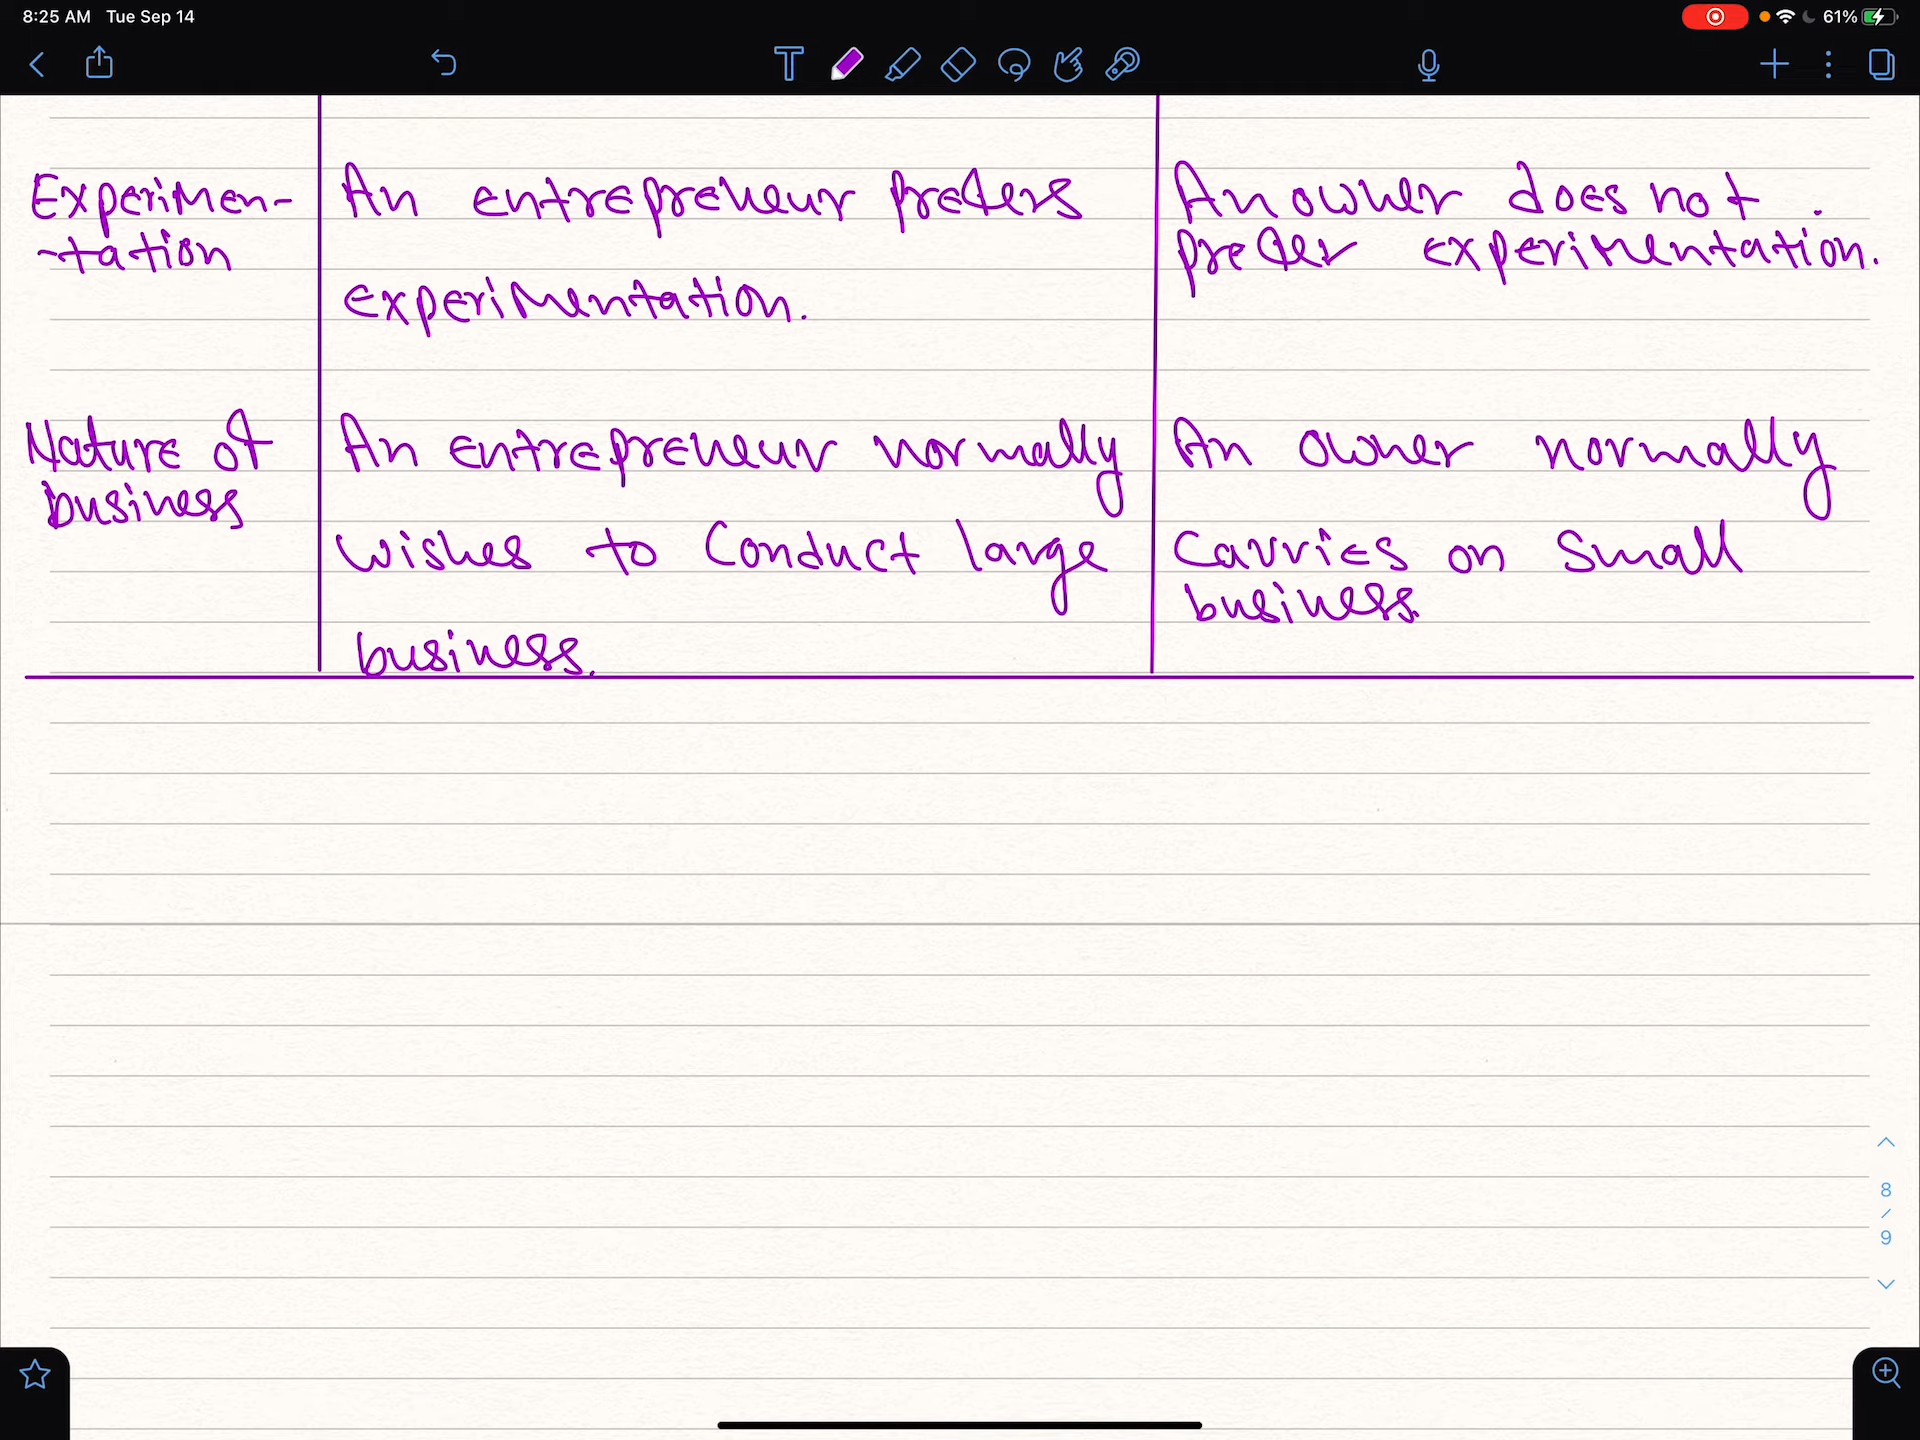 8:25 AM Tue Sep 14
61%
Experimen-
-tation
An entrepreneur prefers
experimentation.
An owner does not
prefer experimentation.
Nature of
business
An entrepreneur normally
wishes to conduct large
business.
An owner normally
carries on small
business.
8
/
9